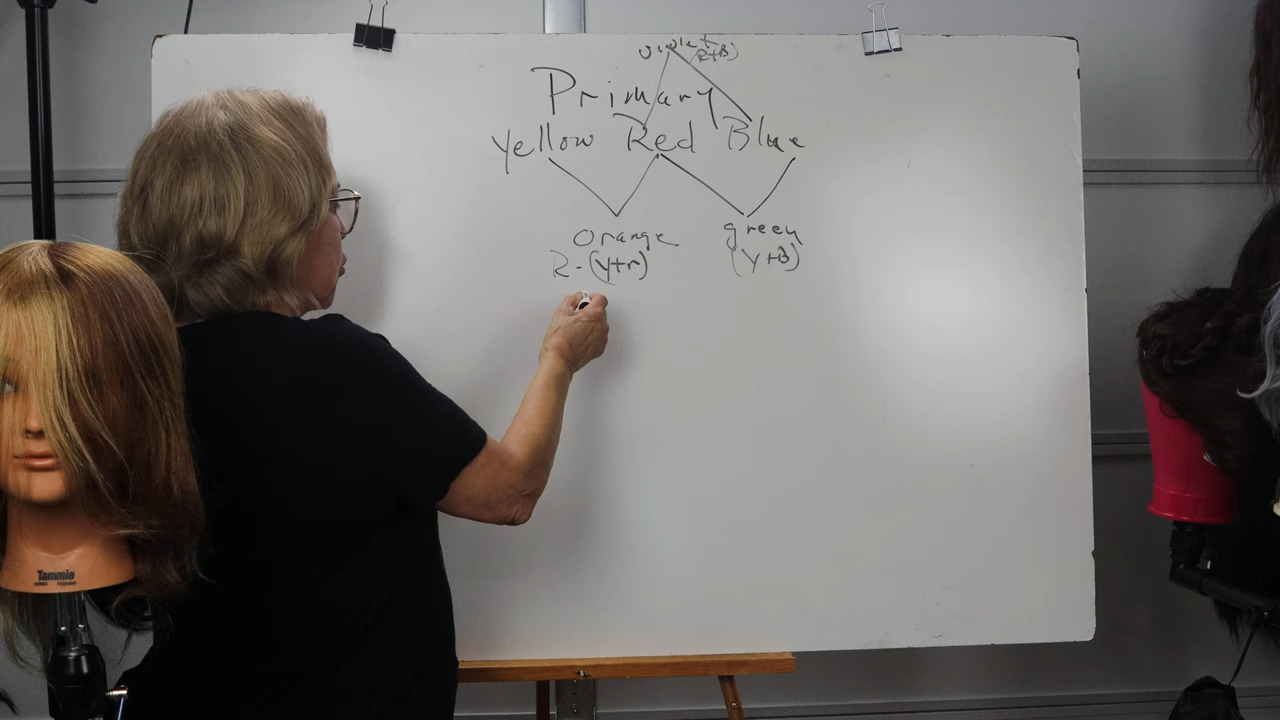 violet
(R+B)
Primary
yellow Red Blue
Orange green
R-(y+r) (Y+B)
Tammie